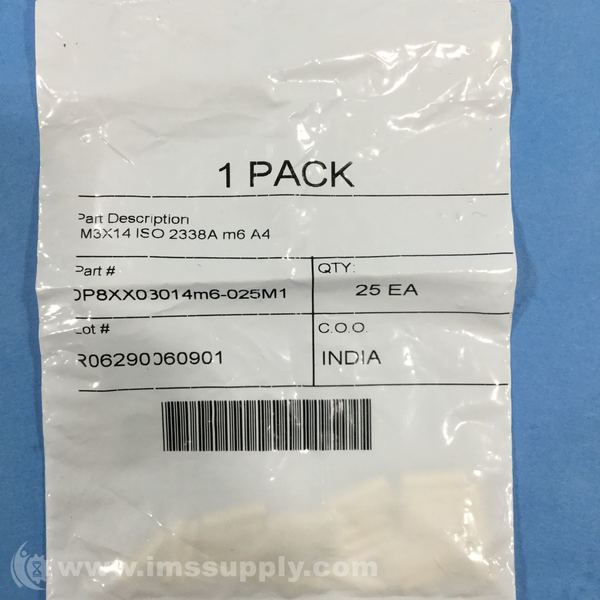 1 PACK
Part Description
M3X14 ISO 2338A m6 A4
Part #
QTY:
DP8XX03014m6-025M1
25 EA
Lot #
C.O.O.
R06290060901
INDIA
www.imssupply.com